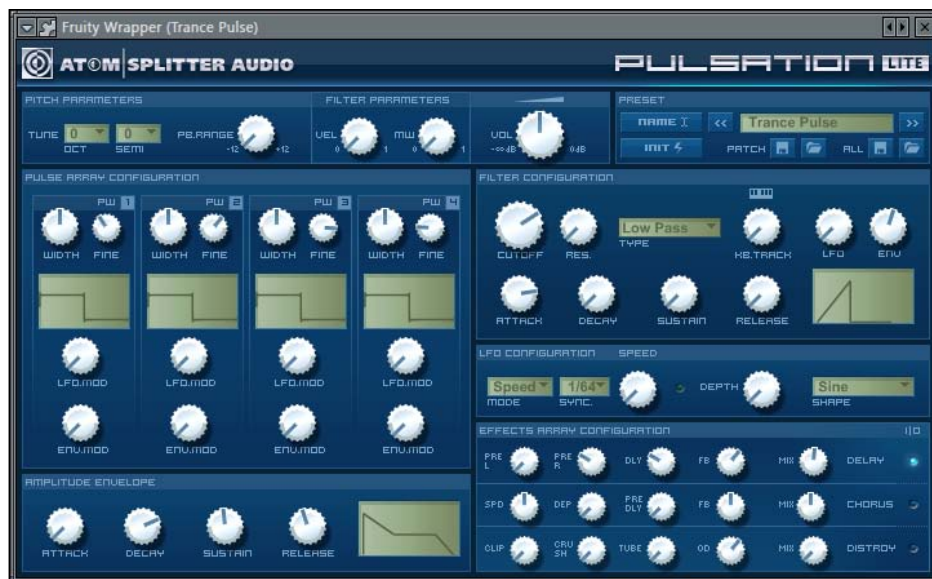 Fruity Wrapper (Trance Pulse)
ATOM SPLITTER AUDIO
PULSATION LITE
PITCH PARAMETERS
TUNE 0 0 PB.RANGE
OCT SEMI -12 +12
FILTER PARAMETERS
VEL MW VOL
0 1 0 1 -∞dB 0dB
PRESET
NAME << Trance Pulse >>
INIT PATCH ALL
PULSE ARRAY CONFIGURATION
PW 1 PW 2 PW 3 PW 4
WIDTH FINE WIDTH FINE WIDTH FINE WIDTH FINE
LFO.MOD LFO.MOD LFO.MOD LFO.MOD
ENV.MOD ENV.MOD ENV.MOD ENV.MOD
AMPLITUDE ENVELOPE
ATTACK DECAY SUSTAIN RELEASE
FILTER CONFIGURATION
Low Pass
CUTOFF RES. TYPE KB.TRACK LFO ENV
ATTACK DECAY SUSTAIN RELEASE
LFO CONFIGURATION SPEED
Speed 1/64 DEPTH Sine
MODE SYNC. SHAPE
EFFECTS ARRAY CONFIGURATION I|O
PRE L PRE R DLY FB MIX DELAY
SPD DEP PRE DLY FB MIX CHORUS
CLIP CRUSH TUBE OD MIX DISTROY